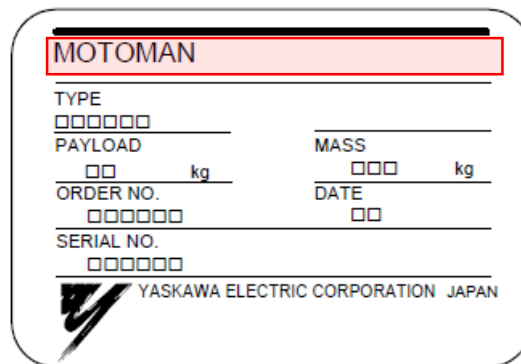 MOTOMAN
TYPE
□□□□□□
PAYLOAD MASS
□□ kg □□□ kg
ORDER NO. DATE
□□□□□□ □□
SERIAL NO.
□□□□□□
YASKAWA ELECTRIC CORPORATION JAPAN